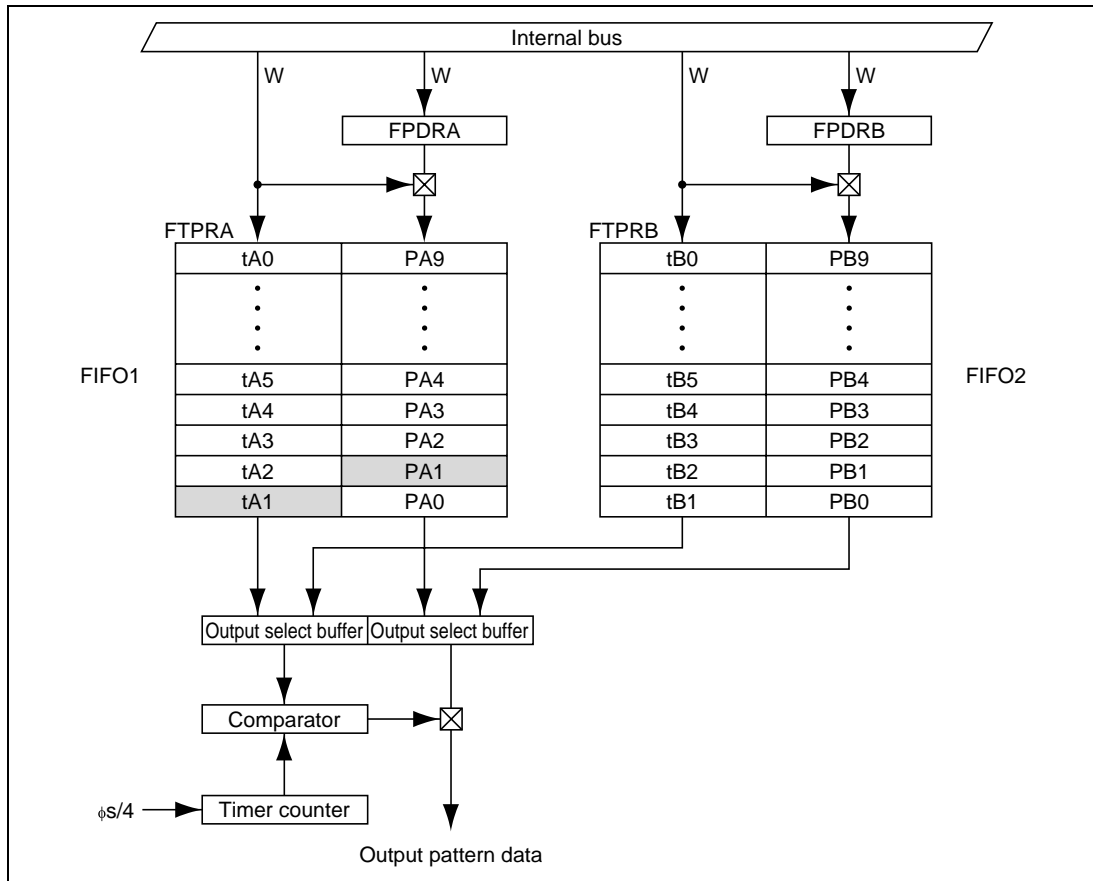 Internal bus
W W W W
FPDRA FPDRB
FTPRA FTPRB
tA0 PA9 tB0 PB9
FIFO1 tA5 PA4 tB5 PB4 FIFO2
tA4 PA3 tB4 PB3
tA3 PA2 tB3 PB2
tA2 PA1 tB2 PB1
tA1 PA0 tB1 PB0
Output select buffer Output select buffer
Comparator
ϕs/4 Timer counter
Output pattern data